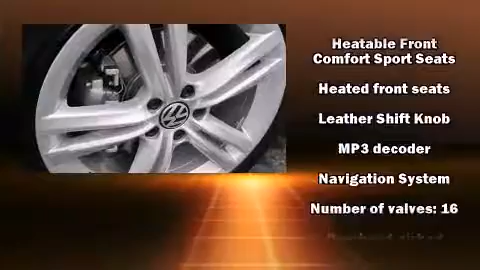 Heatable Front
Comfort Sport Seats
Heated front seats
Leather Shift Knob
MP3 decoder
Navigation System
Number of valves: 16